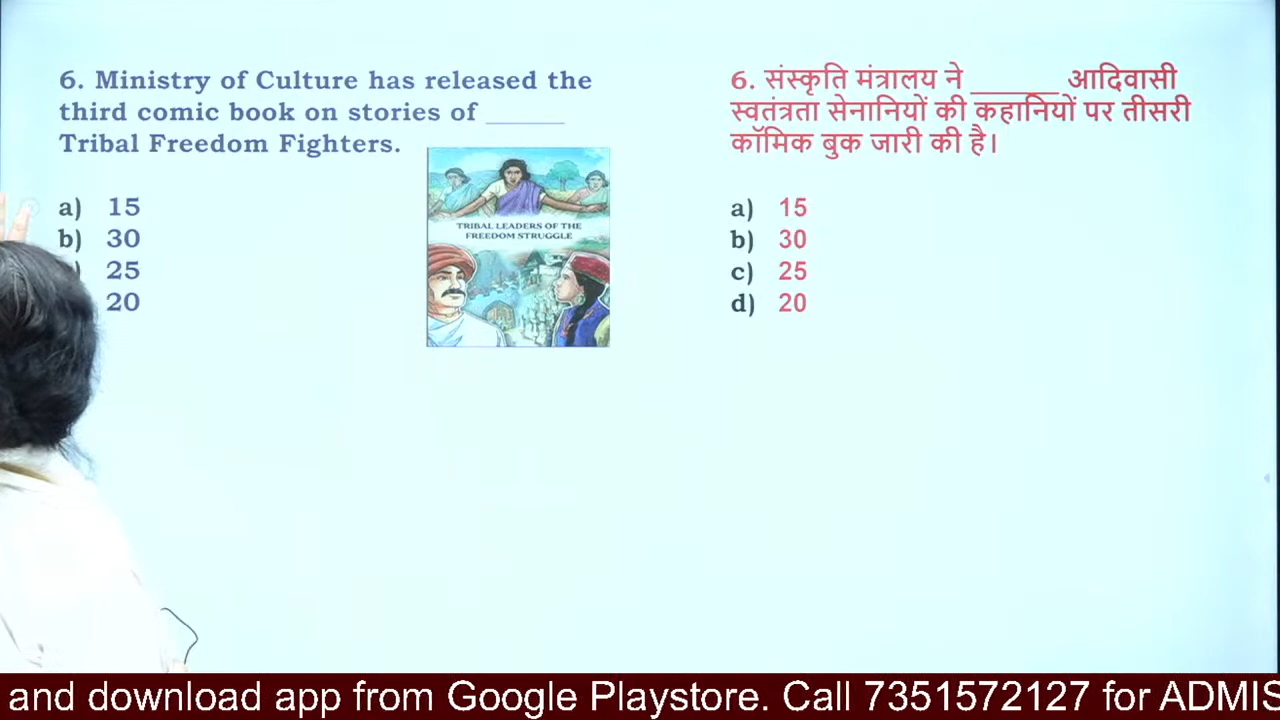 6. Ministry of Culture has released the
third comic book on stories of ______
Tribal Freedom Fighters.
a) 15
b) 30
) 25
20
TRIBAL LEADERS OF THE
FREEDOM STRUGGLE
6. संस्कृति मंत्रालय ने ______ आदिवासी
स्वतंत्रता सेनानियों की कहानियों पर तीसरी
कॉमिक बुक जारी की है।
a) 15
b) 30
c) 25
d) 20
and download app from Google Playstore. Call 7351572127 for ADMIS